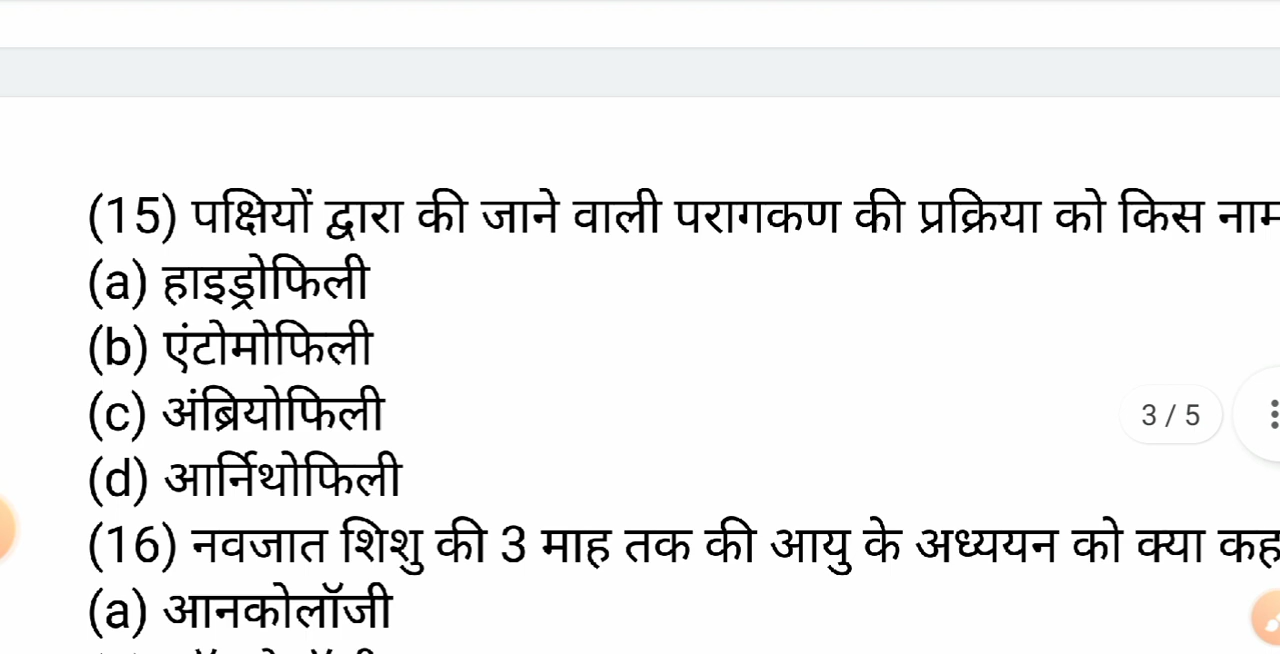 (15) पक्षियों द्वारा की जाने वाली परागकण की प्रक्रिया को किस नाम
(a) हाइड्रोफिली
(b) एंटोमोफिली
(c) अंब्रियोफिली
3 / 5
(d) आर्निथोफिली
(16) नवजात शिशु की 3 माह तक की आयु के अध्ययन को क्या कह
(a) आनकोलॉजी